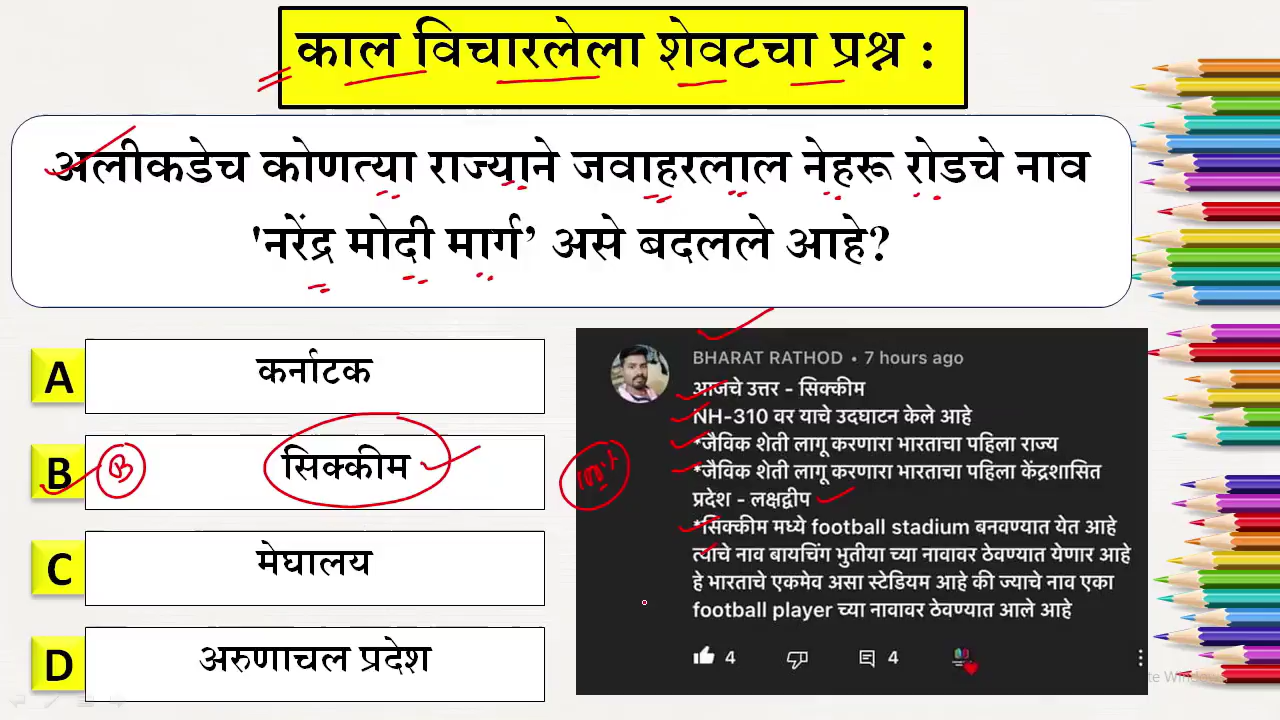 काल विचारलेला शेवटचा प्रश्न :
अलीकडेच कोणत्या राज्याने जवाहरलाल नेहरू रोडचे नाव
'नरेंद्र मोदी मार्ग’ असे बदलले आहे?
A कर्नाटक
B B सिक्कीम
C मेघालय
D अरुणाचल प्रदेश
BHARAT RATHOD • 7 hours ago
आजचे उत्तर - सिक्कीम
NH-310 वर याचे उदघाटन केले आहे
*जैविक शेती लागू करणारा भारताचा पहिला राज्य
*जैविक शेती लागू करणारा भारताचा पहिला केंद्रशासित
प्रदेश - लक्षद्वीप
*सिक्कीम मध्ये football stadium बनवण्यात येत आहे
त्याचे नाव बायचिंग भुतीया च्या नावावर ठेवण्यात येणार आहे
हे भारताचे एकमेव असा स्टेडियम आहे की ज्याचे नाव एका
football player च्या नावावर ठेवण्यात आले आहे
4 4